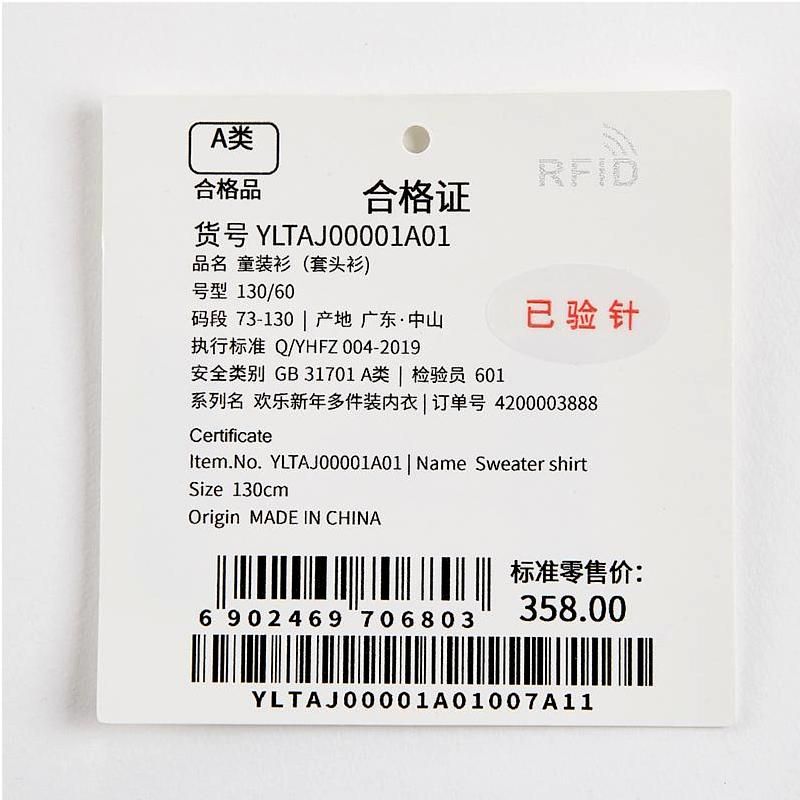 A类
RFID
合格品
合格证
货号 YLTAJ00001A01
品名 童装衫（套头衫)
号型 130/60
码段 73-130 | 产地 广东·中山
已验针
执行标准 Q/YHFZ 004-2019
安全类别 GB 31701 A类 | 检验员 601
系列名 欢乐新年多件装内衣 | 订单号 4200003888
Certificate
Item.No. YLTAJ00001A01 | Name Sweater shirt
Size 130cm
Origin MADE IN CHINA
标准零售价:
358.00
6 902469 706803
YLTAJ00001A01007A11